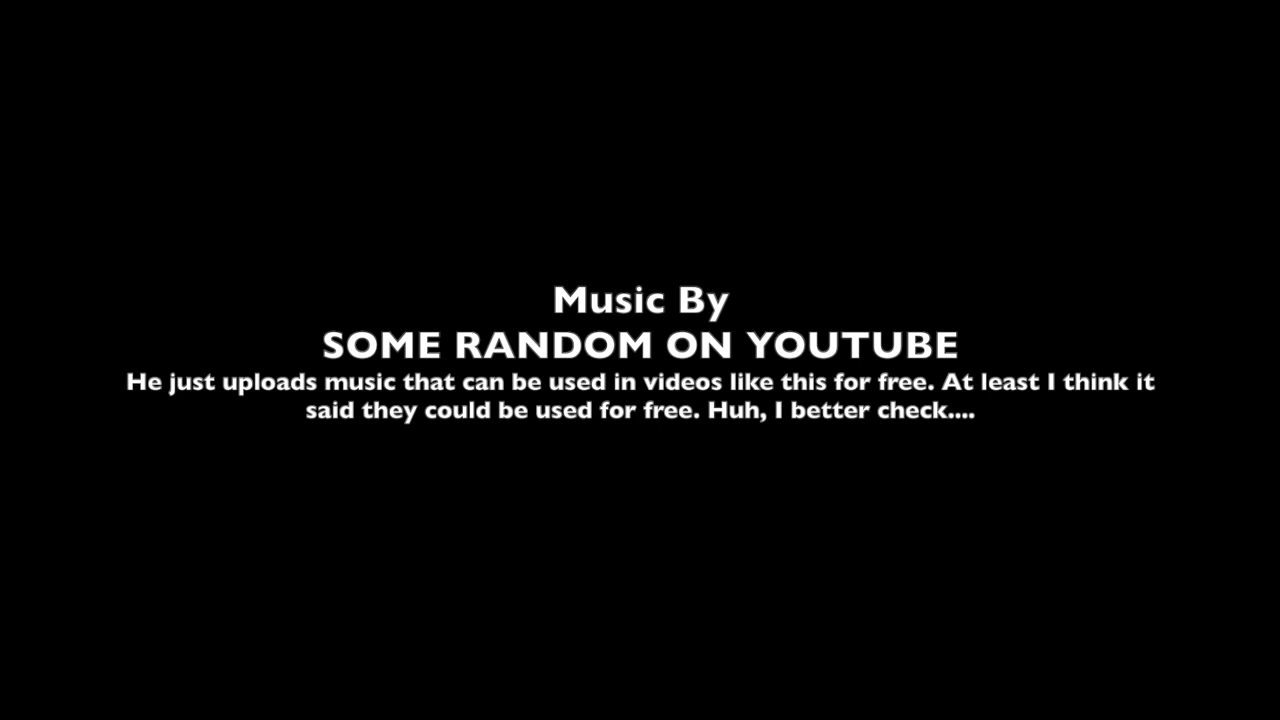 Music By
SOME RANDOM ON YOUTUBE
He just uploads music that can be used in videos like this for free. At least I think it
said they could be used for free. Huh, I better check....